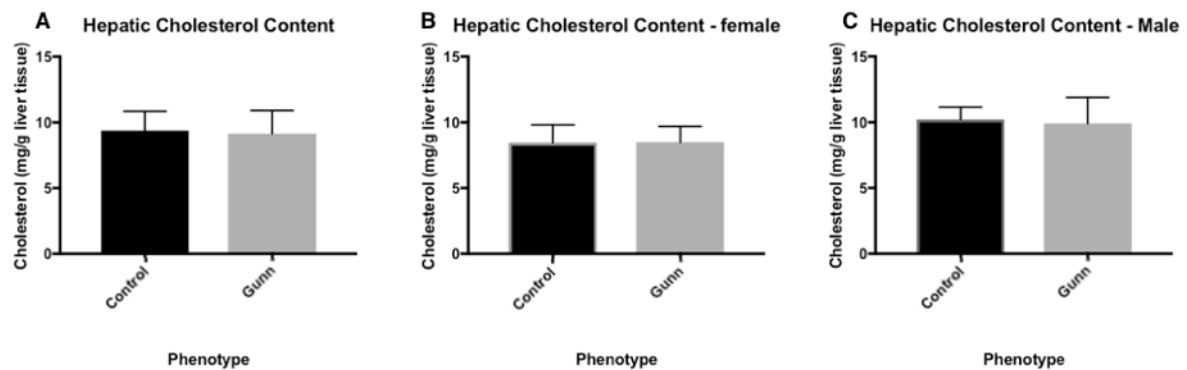 A Hepatic Cholesterol Content
Cholesterol (mg/g liver tissue)
15
10
5
0
Control
Gunn
Phenotype
B Hepatic Cholesterol Content - female
Cholesterol (mg/g liver tissue)
15
10
5
0
Control
Gunn
Phenotype
C Hepatic Cholesterol Content - Male
Cholesterol (mg/g liver tissue)
15
10
5
0
Control
Gunn
Phenotype